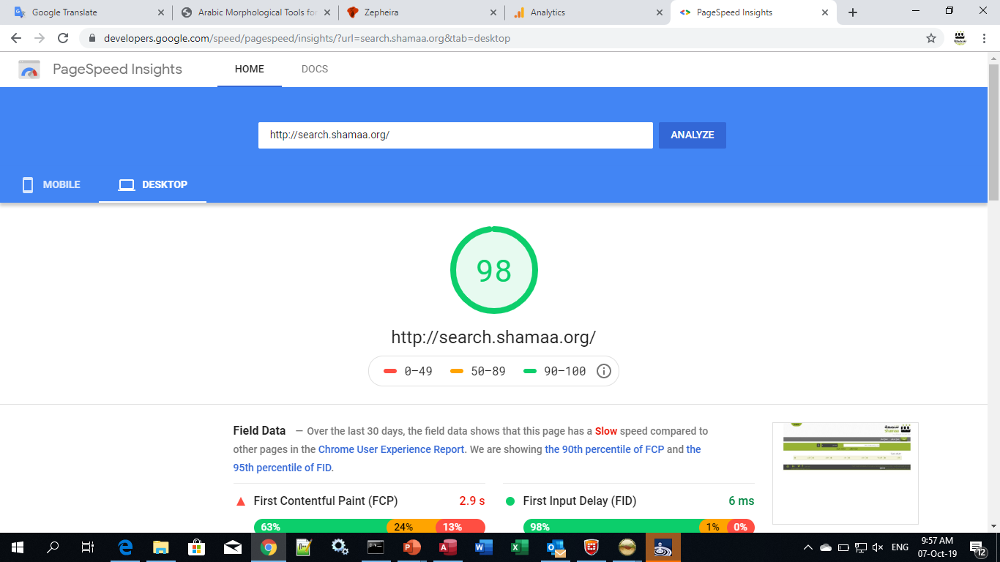 Google Translate
Arabic Morphological Tools for
Zepheira
Analytics
PageSpeed Insights
developers.google.com/speed/pagespeed/insights/?url=search.shamaa.org&tab=desktop
PageSpeed Insights
HOME
DOCS
http://search.shamaa.org/
ANALYZE
MOBILE
DESKTOP
98
http://search.shamaa.org/
0–49
50–89
90–100
Field Data — Over the last 30 days, the field data shows that this page has a Slow speed compared to
other pages in the Chrome User Experience Report. We are showing the 90th percentile of FCP and the
95th percentile of FID.
First Contentful Paint (FCP)
2.9 s
First Input Delay (FID)
6 ms
63%
24%
13%
98%
1%
0%
shamaa
ENG
9:57 AM
07-Oct-19
12